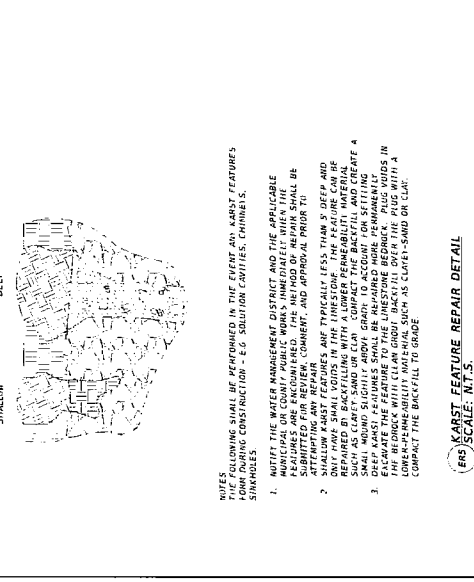 SHALLOW DEEP
NOTES
THE FOLLOWING SHALL BE PERFORMED IN THE EVENT ANY KARST FEATURES
FORM DURING CONSTRUCTION - E.G. SOLUTION CAVITIES, CHIMNEYS,
SINKHOLES.
1. NOTIFY THE WATER MANAGEMENT DISTRICT AND THE APPLICABLE
MUNICIPAL OR COUNTY PUBLIC WORKS IMMEDIATELY WHEN THE
FEATURES ARE ENCOUNTERED. THE METHOD OF REPAIR SHALL BE
SUBMITTED FOR REVIEW, COMMENT, AND APPROVAL PRIOR TO
ATTEMPTING ANY REPAIR
2 SHALLOW KARST FEATURES ARE TYPICALLY LESS THAN 5' DEEP AND
ONLY HAVE SMALL VOIDS IN THE LIMESTONE. THE FEATURE CAN BE
REPAIRED BY BACKFILLING WITH A LOWER PERMEABILITY MATERIAL
SUCH AS CLAYEY-SAND OR CLAY. COMPACT THE BACKFILL AND CREATE A
SMALL MOUND SLIGHTLY ABOVE GRADE TO ACCOUNT FOR SETTLING
3. DEEP KARST FEATURES SHALL BE REPAIRED MORE PERMANENTLY
EXCAVATE THE FEATURE TO THE LIMESTONE BEDROCK. PLUG VOIDS IN
THE BEDROCK WITH CLEAN GROUT. BACKFILL OVER THE PLUG WITH A
LOWER-PERMEABILITY MATERIAL SUCH AS CLAYEY-SAND OR CLAY.
COMPACT THE BACKFILL TO GRADE.
ERS KARST FEATURE REPAIR DETAIL
SCALE: N.T.S.